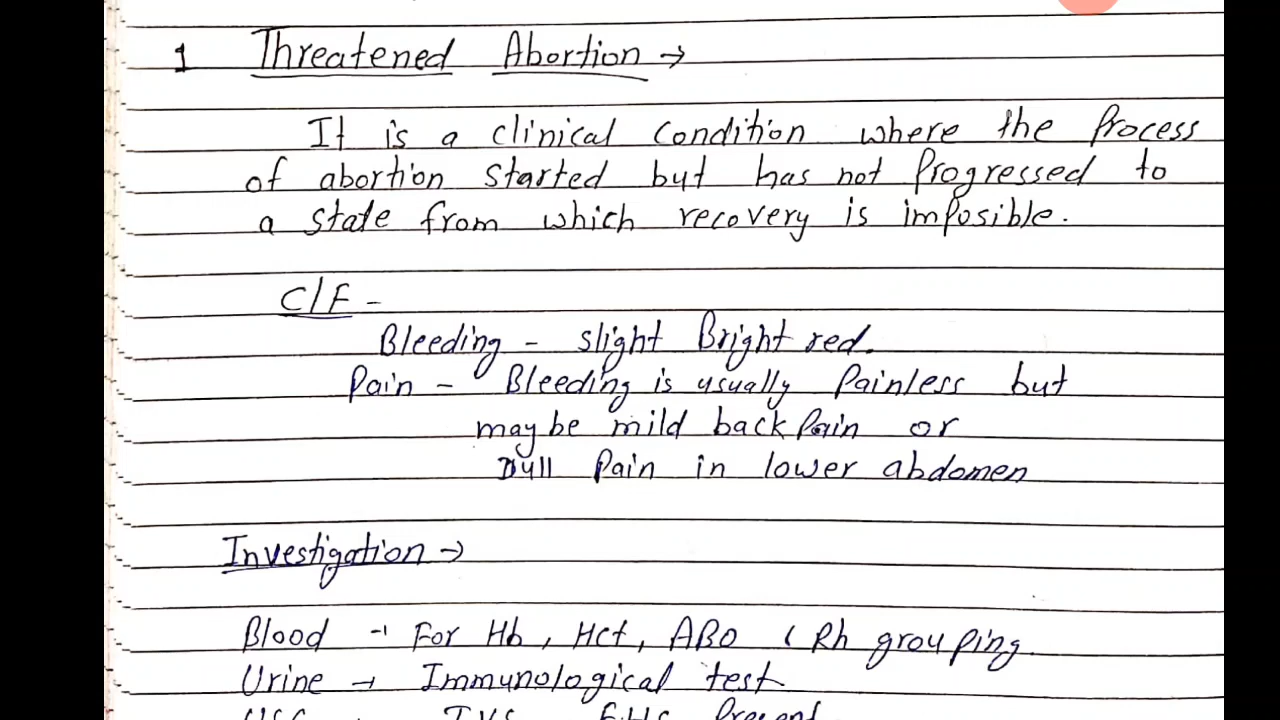 1 Threatened Abortion →
It is a clinical condition where the Process
of abortion started but has not Progressed to
a state from which recovery is imposible.
C/F -
Bleeding - slight Bright red.
Pain - Bleeding is usually Painless but
may be mild back Pain or
Dull Pain in lower abdomen
Investigation →
Blood → For Hb, Hct, ABO & Rh grouping.
Urine → Immunological test
Present